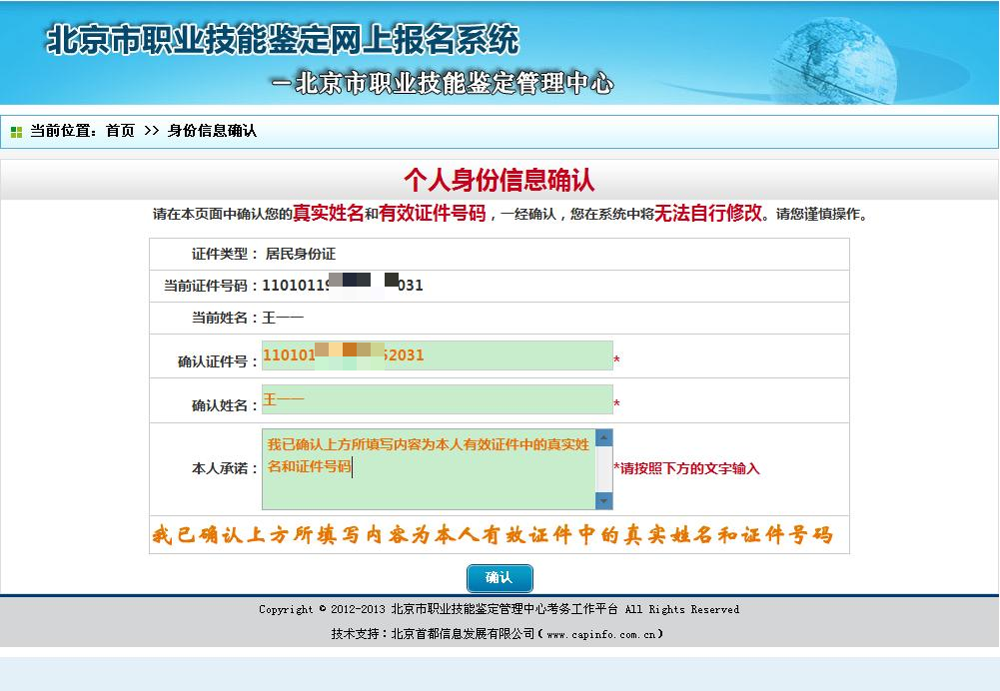 北京市职业技能鉴定网上报名系统
—北京市职业技能鉴定管理中心
当前位置：首页 >> 身份信息确认
个人身份信息确认
请在本页面中确认您的真实姓名和有效证件号码，一经确认，您在系统中将无法自行修改。请您谨慎操作。
证件类型： 居民身份证
当前证件号码：11010119 031
当前姓名：王一一
确认证件号：110101 52031 *
确认姓名：王一一 *
我已确认上方所填写内容为本人有效证件中的真实姓
本人承诺： 名和证件号码 *请按照下方的文字输入
我已确认上方所填写内容为本人有效证件中的真实姓名和证件号码
确认
Copyright © 2012-2013 北京市职业技能鉴定管理中心考务工作平台 All Rights Reserved
技术支持：北京首都信息发展有限公司(www.capinfo.com.cn)